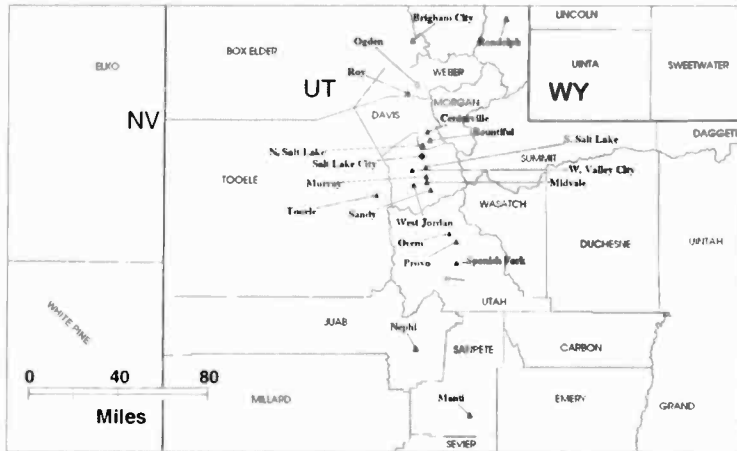 Brigham City
LINCOLN
Ogden
Randolph
BOX ELDER
ELKO
WEBER
UINTA
SWEETWATER
Roy
UT
WY
MORGAN
NV
DAVIS
Centerville
Bountiful
S. Salt Lake
DAGGETT
N. Salt Lake
Salt Lake City
SUMMIT
W. Valley City
TOOELE
Murray
Midvale
Tooele
Sandy
WASATCH
West Jordan
Orem
DUCHESNE
UINTAH
Provo
Spanish Fork
UTAH
WHITE PINE
JUAB
Nephi
SANPETE
CARBON
0 40 80
Miles
MILLARD
Manti
EMERY
GRAND
SEVIER